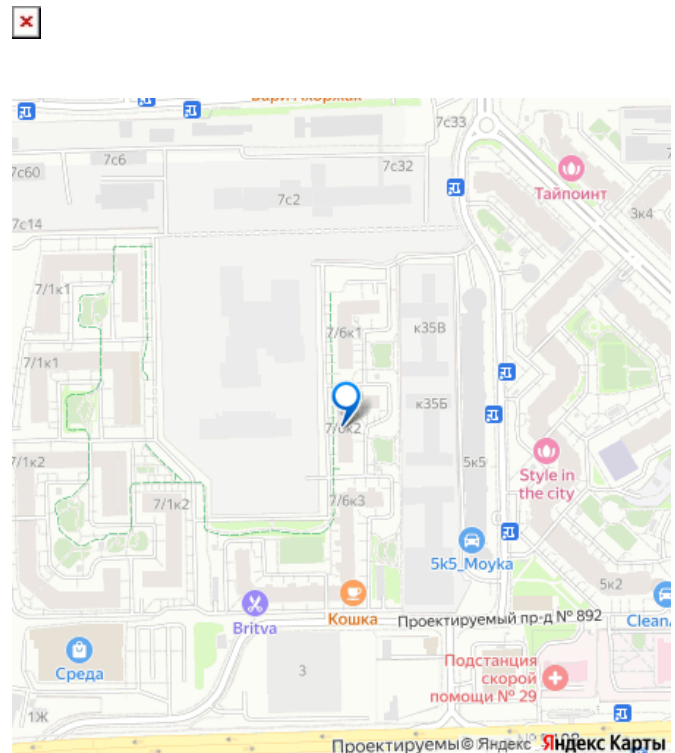 7с33
7с60
7с6
7с32
Тайпоинт
7с2
3к4
7с14
7/1к1
7/6к1
к35В
7/1к1
к35Б
7/6к2
7/1к2
5к5
Style in
the city
7/1к2
7/6к3
5k5_Moyka
5к2
Britva
Кошка
Проектируемый пр-д № 892
Clean
Среда
3
Подстанция
скорой
помощи № 29
1Ж
Проектируемы
© Яндекс
Яндекс Карты